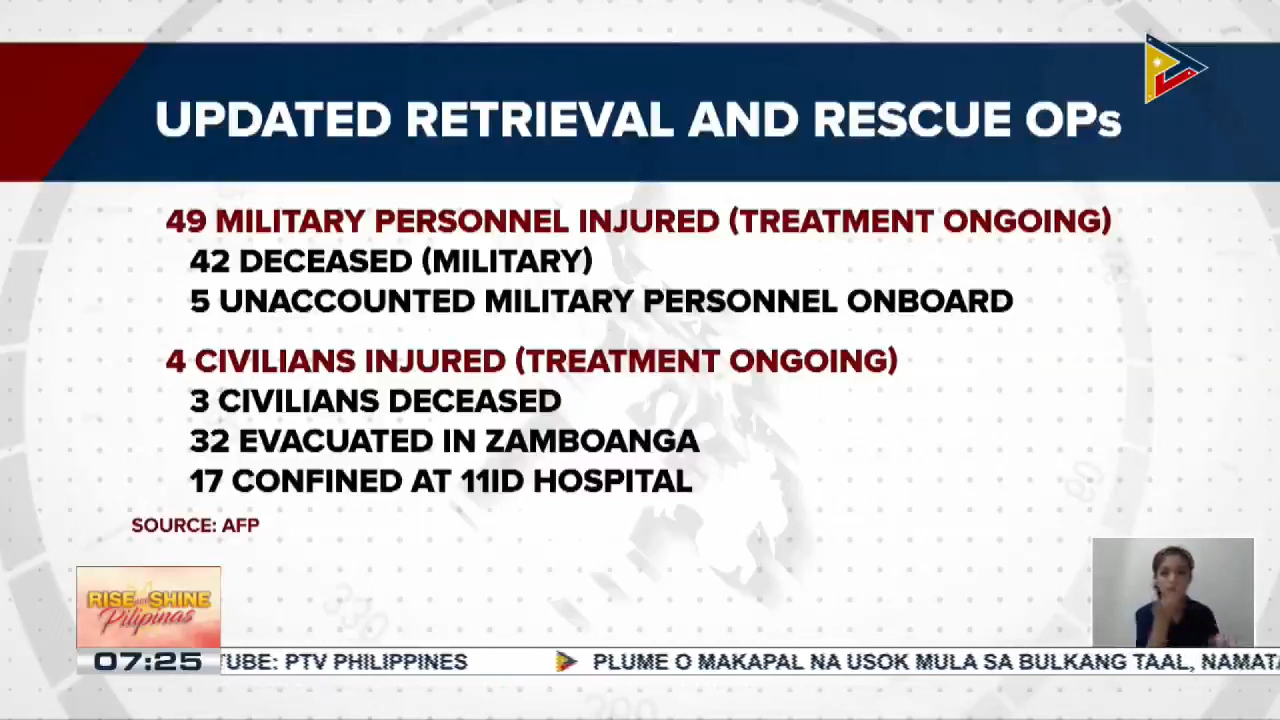 UPDATED RETRIEVAL AND RESCUE OPs
49 MILITARY PERSONNEL INJURED (TREATMENT ONGOING)
42 DECEASED (MILITARY)
5 UNACCOUNTED MILITARY PERSONNEL ONBOARD
4 CIVILIANS INJURED (TREATMENT ONGOING)
3 CIVILIANS DECEASED
32 EVACUATED IN ZAMBOANGA
17 CONFINED AT 11ID HOSPITAL
SOURCE: AFP
RISE AND SHINE
Pilipinas
07:25
TUBE: PTV PHILIPPINES PLUME O MAKAPAL NA USOK MULA SA BULKANG TAAL, NAMATA